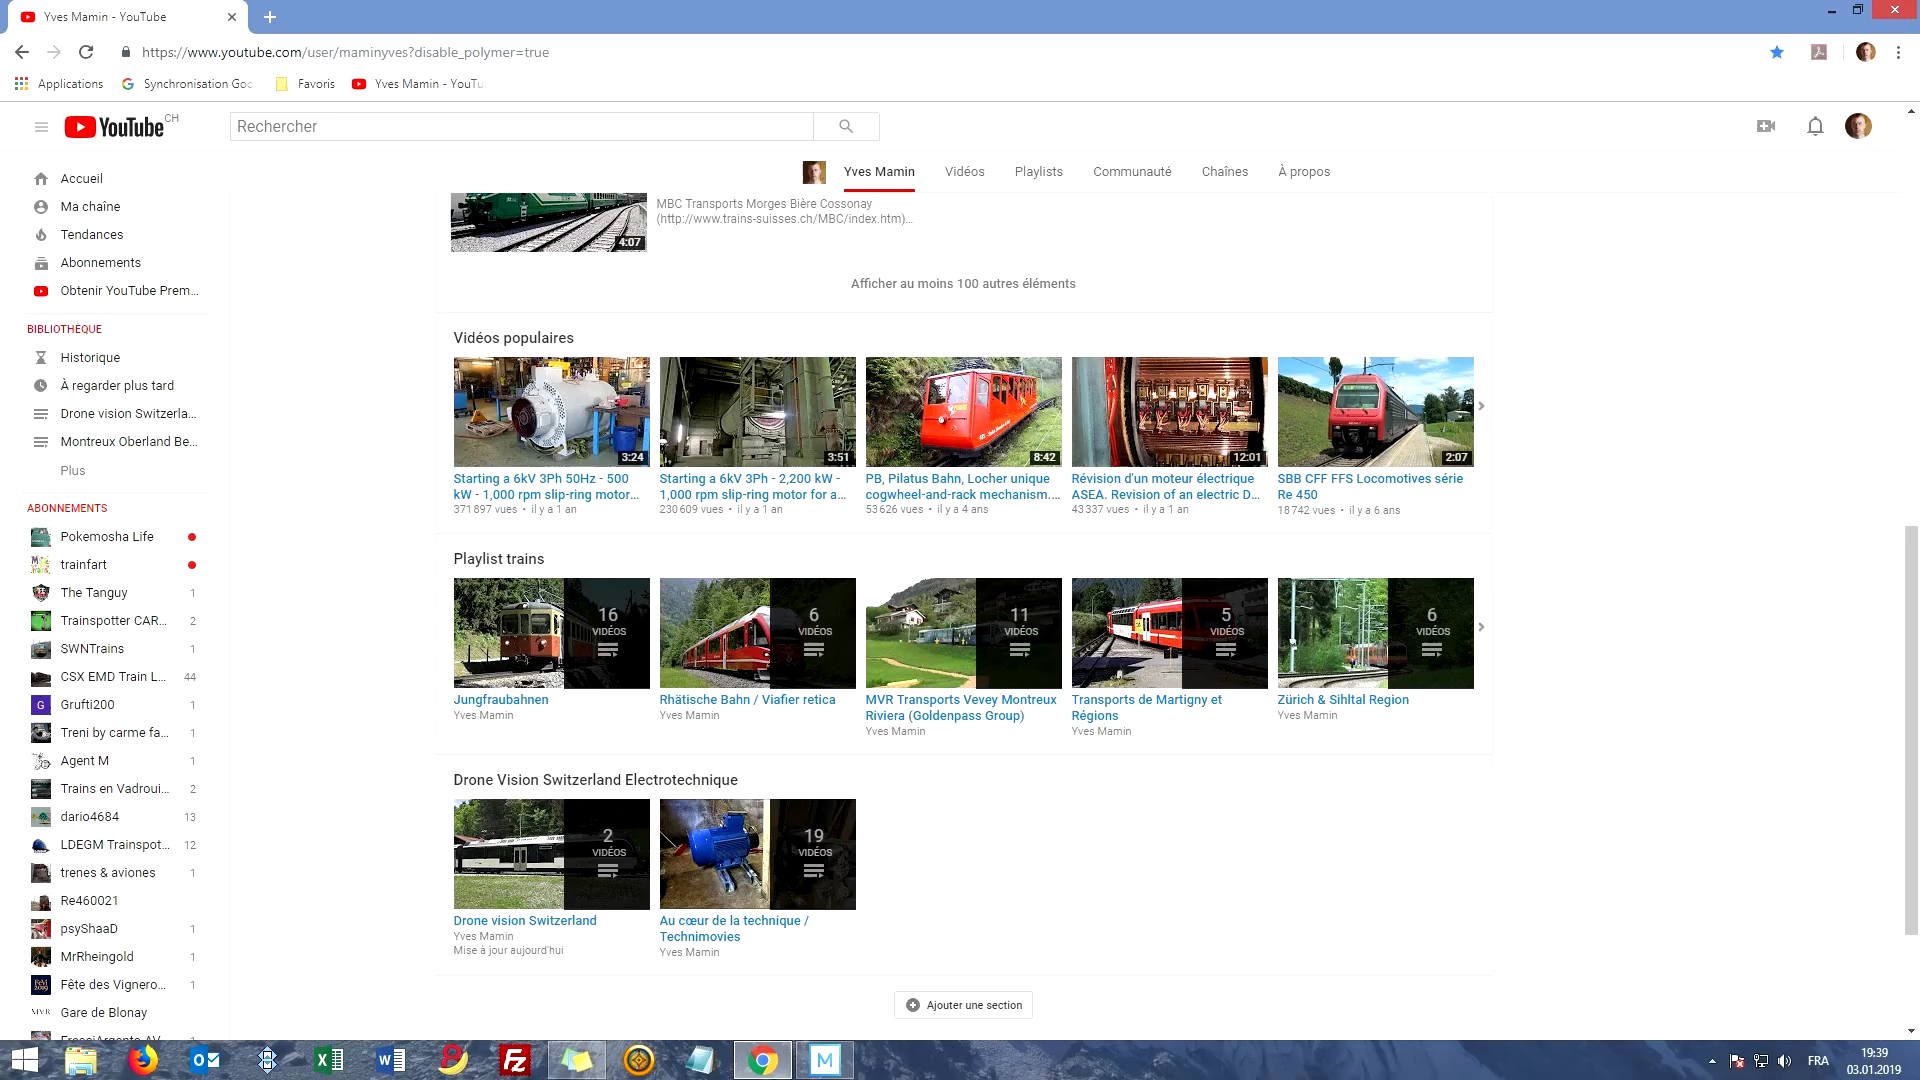 Yves Mamin - YouTube
https://www.youtube.com/user/maminyves?disable_polymer=true
Applications
Synchronisation Goo
Favoris
Yves Mamin - YouTu
YouTube CH
Rechercher
Yves Mamin
Vidéos
Playlists
Communauté
Chaînes
À propos
Accueil
Ma chaîne
Tendances
Abonnements
Obtenir YouTube Prem...
BIBLIOTHÈQUE
Historique
À regarder plus tard
Drone vision Switzerla...
Montreux Oberland Be...
Plus
ABONNEMENTS
Pokemosha Life
trainfart
The Tanguy 1
Trainspotter CAR... 2
SWNTrains 1
CSX EMD Train L... 44
G Grufti200 1
Treni by carme fa... 1
Agent M 1
Trains en Vadroui... 2
dario4684 13
LDEGM Trainspot... 12
trenes & aviones 1
Re460021
psyShaaD 1
MrRheingold 1
Fête des Vignero... 1
MVR Gare de Blonay
4:07
MBC Transports Morges Bière Cossonay
(http://www.trains-suisses.ch/MBC/index.htm)...
Afficher au moins 100 autres éléments
Vidéos populaires
3:24
Starting a 6kV 3Ph 50Hz - 500
kW - 1,000 rpm slip-ring motor...
371 897 vues • il y a 1 an
3:51
Starting a 6kV 3Ph - 2,200 kW -
1,000 rpm slip-ring motor for a...
230 609 vues • il y a 1 an
8:42
PB, Pilatus Bahn, Locher unique
cogwheel-and-rack mechanism....
53 626 vues • il y a 4 ans
12:01
Révision d'un moteur électrique
ASEA. Revision of an electric D...
43 337 vues • il y a 1 an
2:07
SBB CFF FFS Locomotives série
Re 450
18 742 vues • il y a 6 ans
Playlist trains
16
VIDÉOS
Jungfraubahnen
Yves Mamin
6
VIDÉOS
Rhätische Bahn / Viafier retica
Yves Mamin
11
VIDÉOS
MVR Transports Vevey Montreux
Riviera (Goldenpass Group)
Yves Mamin
5
VIDÉOS
Transports de Martigny et
Régions
Yves Mamin
6
VIDÉOS
Zürich & Sihltal Region
Yves Mamin
Drone Vision Switzerland Electrotechnique
2
VIDÉOS
Drone vision Switzerland
Yves Mamin
Mise à jour aujourd'hui
19
VIDÉOS
Au cœur de la technique /
Technimovies
Yves Mamin
Ajouter une section
FRA
19:39
03.01.2019